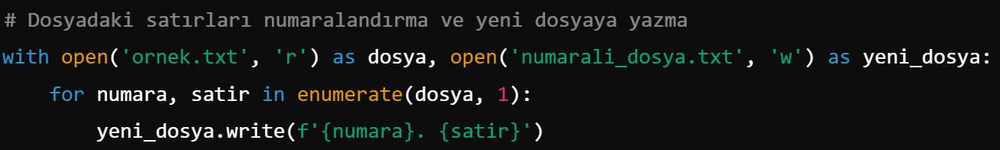 # Dosyadaki satırları numaralandırma ve yeni dosyaya yazma
with open('ornek.txt', 'r') as dosya, open('numarali_dosya.txt', 'w') as yeni_dosya:
    for numara, satir in enumerate(dosya, 1):
        yeni_dosya.write(f'{numara}. {satir}')